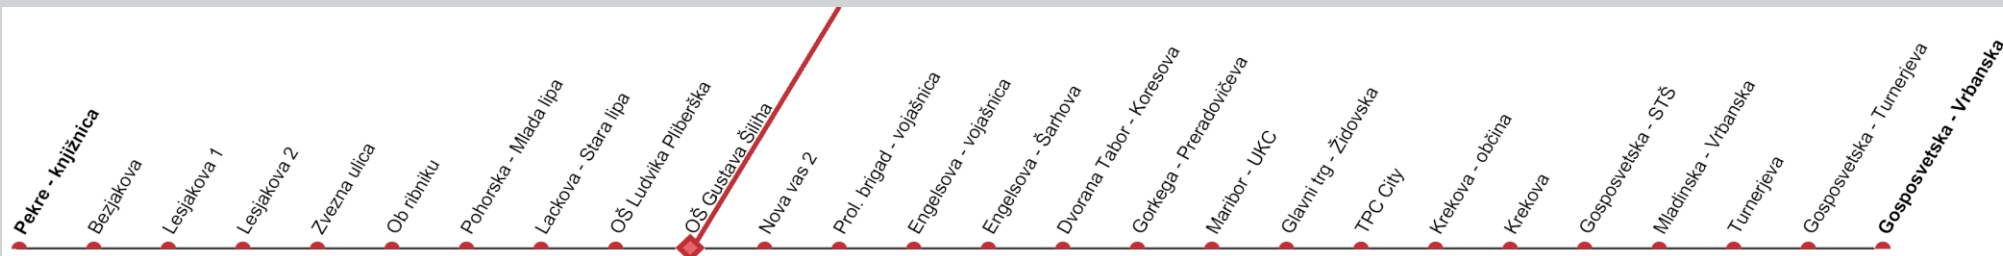 Pekre - knjižnica
Bezjakova
Lesjakova 1
Lesjakova 2
Zvezna ulica
Ob ribniku
Pohorska - Mlada lipa
Lackova - Stara lipa
OŠ Ludvika Pliberška
OŠ Gustava Šiliha
Nova vas 2
Prol. brigad - vojašnica
Engelsova - vojašnica
Engelsova - Šarhova
Dvorana Tabor - Koresova
Gorkega - Preradovičeva
Maribor - UKC
Glavni trg - Židovska
TPC City
Krekova - občina
Krekova
Gosposvetska - STŠ
Mladinska - Vrbanska
Turnerjeva
Gosposvetska - Turnerjeva
Gosposvetska - Vrbanska